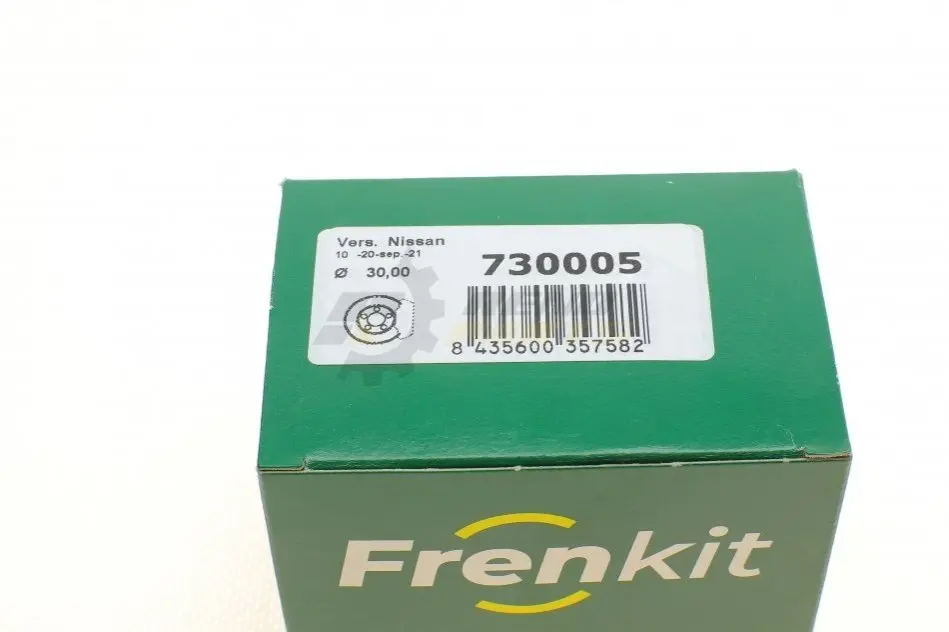 Vers. Nissan
10 -20-sep.-21
Ø 30,00
730005
8 435600 357582
Frenkit